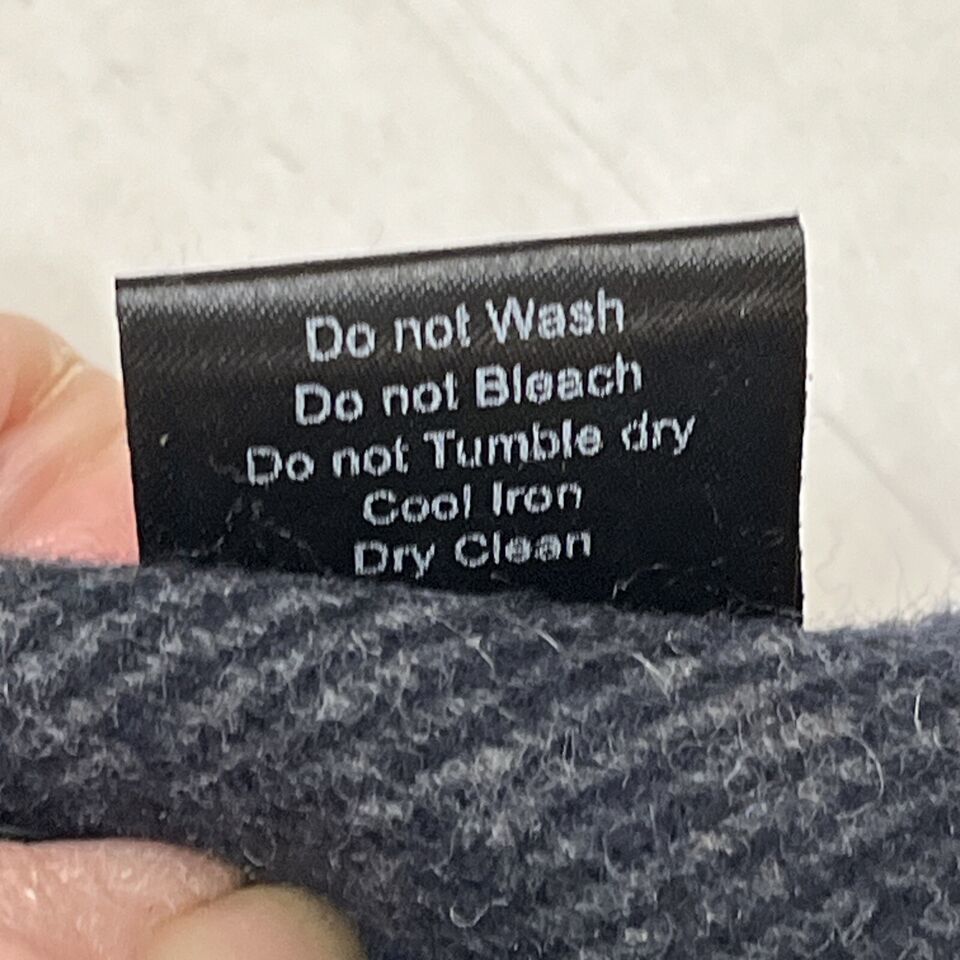 Do not Wash
Do not Bleach
Do not Tumble dry
Cool Iron
Dry Clean